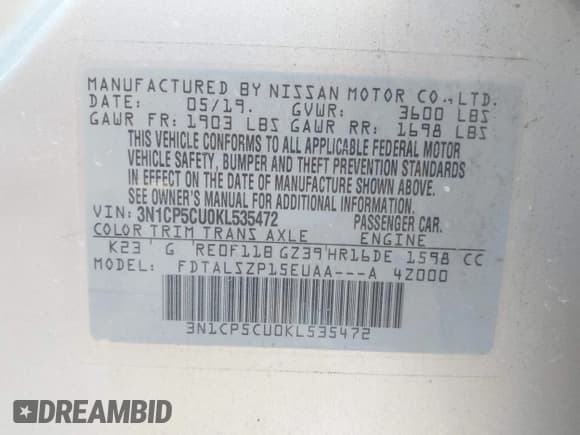 MANUFACTURED BY NISSAN MOTOR CO., LTD.
DATE: 05/19. GVWR: 3600 LBS
GAWR FR: 1903 LBS GAWR RR: 1698 LBS
THIS VEHICLE CONFORMS TO ALL APPLICABLE FEDERAL MOTOR
VEHICLE SAFETY, BUMPER AND THEFT PREVENTION STANDARDS
IN EFFECT ON THE DATE OF MANUFACTURE SHOWN ABOVE.
SEE OWNER'S MANUAL FOR ADDITIONAL INFORMATION.
VIN: 3N1CP5CU0KL535472 PASSENGER CAR.
COLOR TRIM TRANS AXLE ENGINE
K23 G RE0F11B GZ39 HR16DE 1598 CC
MODEL: FDTALSZP15EUAA---A 4Z000
3N1CP5CU0KL535472
DREAMBID